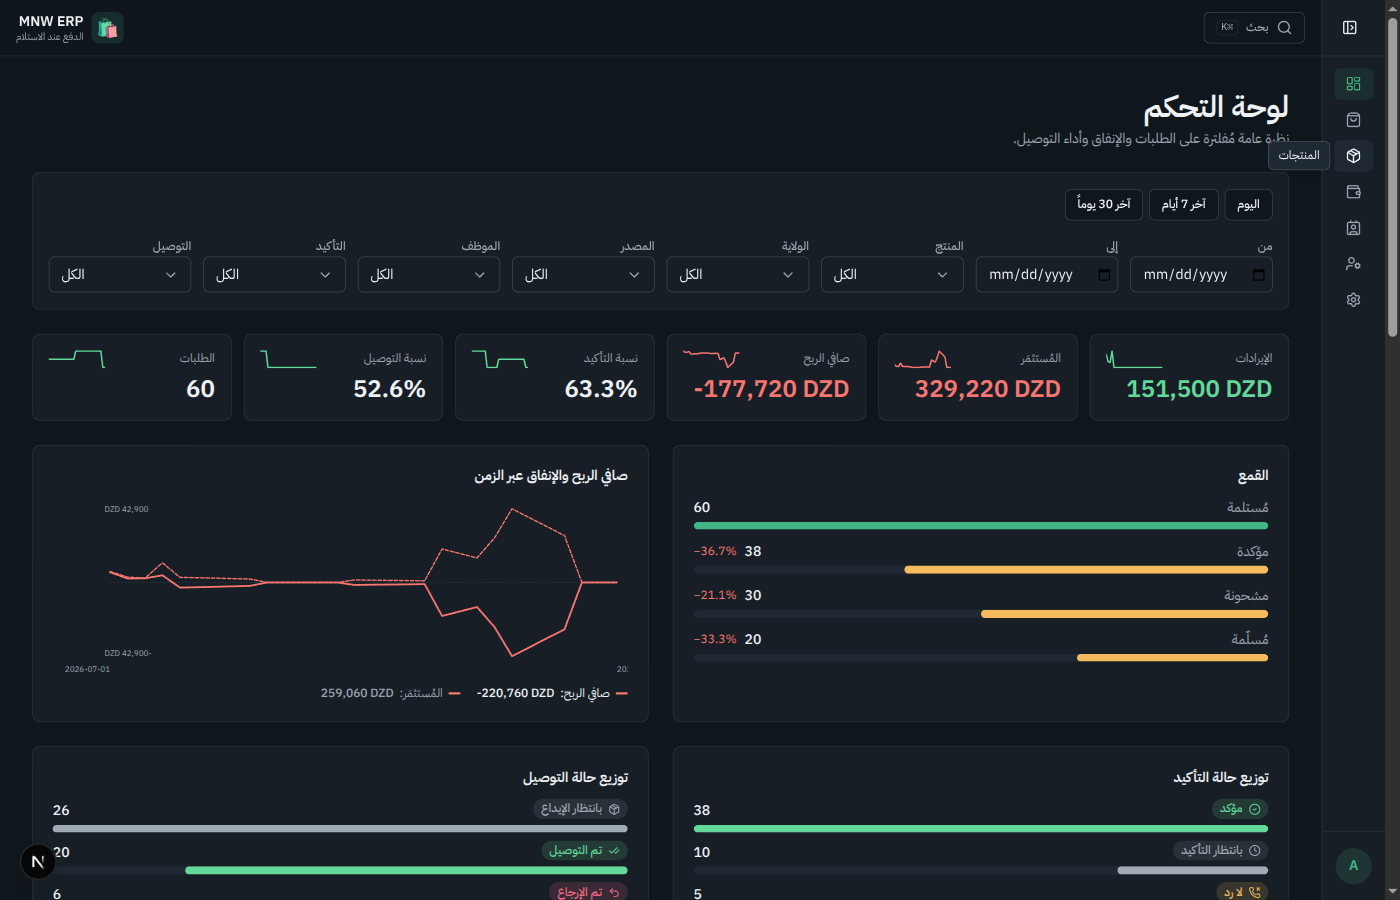 MNW ERP
الدفع عند الاستلام
بحث ⌘K
لوحة التحكم
نظرة عامة مُفلترة على الطلبات والإنفاق وأداء التوصيل.
المنتجات
اليوم
آخر 7 أيام
آخر 30 يوماً
من
إلى
المنتج
الولاية
المصدر
الموظف
التأكيد
التوصيل
mm/dd/yyyy
mm/dd/yyyy
الكل
الكل
الكل
الكل
الكل
الكل
الإيرادات
151,500 DZD
المُستثمَر
329,220 DZD
صافي الربح
-177,720 DZD
نسبة التأكيد
63.3%
نسبة التوصيل
52.6%
الطلبات
60
القمع
مُستلمة
60
مؤكدة
38 −36.7%
مشحونة
30 −21.1%
مُسلّمة
20 −33.3%
صافي الربح والإنفاق عبر الزمن
DZD 42,900
DZD 42,900-
2026-07-01
20:
صافي الربح: -220,760 DZD
المُستثمَر: 259,060 DZD
توزيع حالة التأكيد
مؤكد
38
بانتظار التأكيد
10
لا رد
5
توزيع حالة التوصيل
بانتظار الإيداع
26
تم التوصيل
20
تم الإرجاع
6
N
A